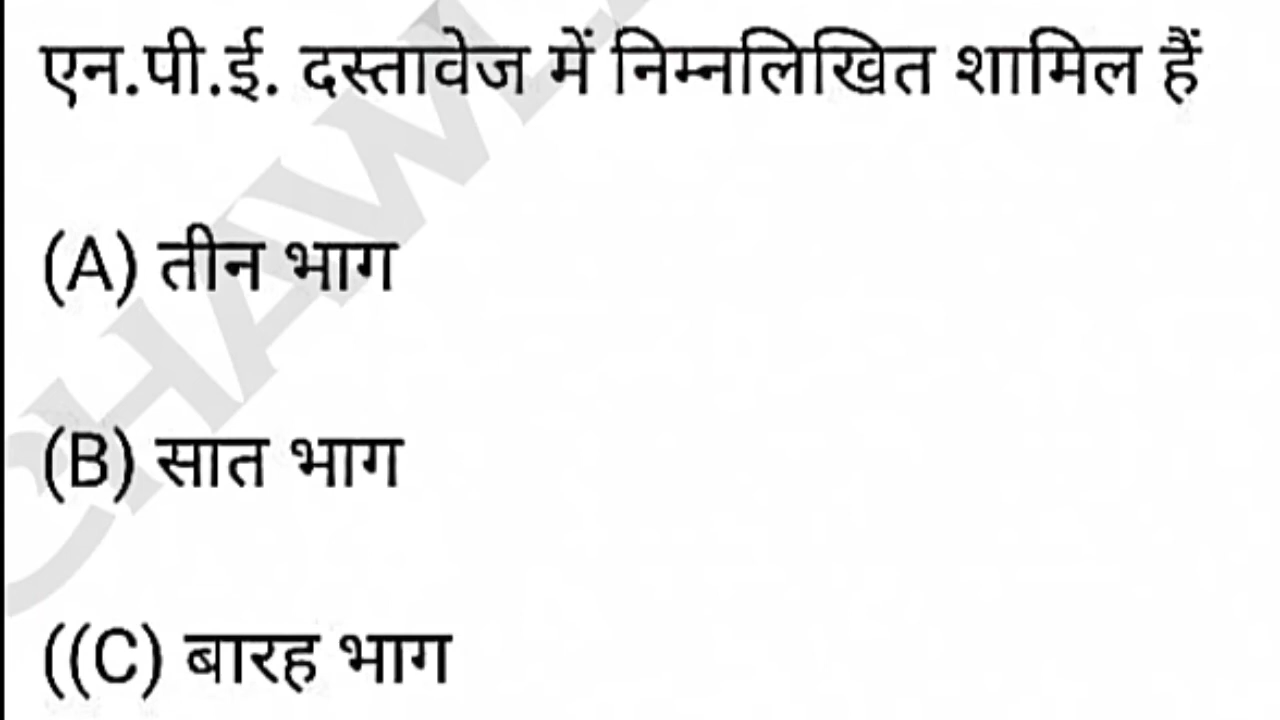 एन.पी.ई. दस्तावेज में निम्नलिखित शामिल हैं
(A) तीन भाग
(B) सात भाग
((C) बारह भाग